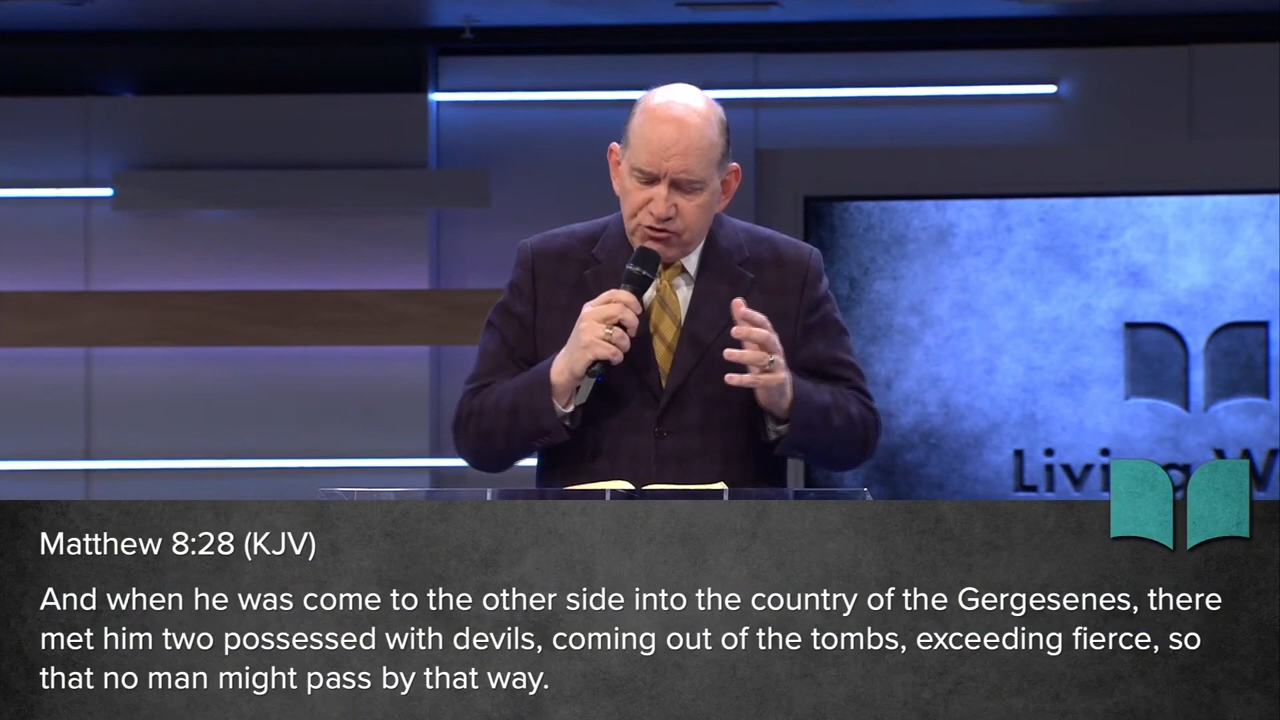 Living W
Matthew 8:28 (KJV)
And when he was come to the other side into the country of the Gergesenes, there
met him two possessed with devils, coming out of the tombs, exceeding fierce, so
that no man might pass by that way.